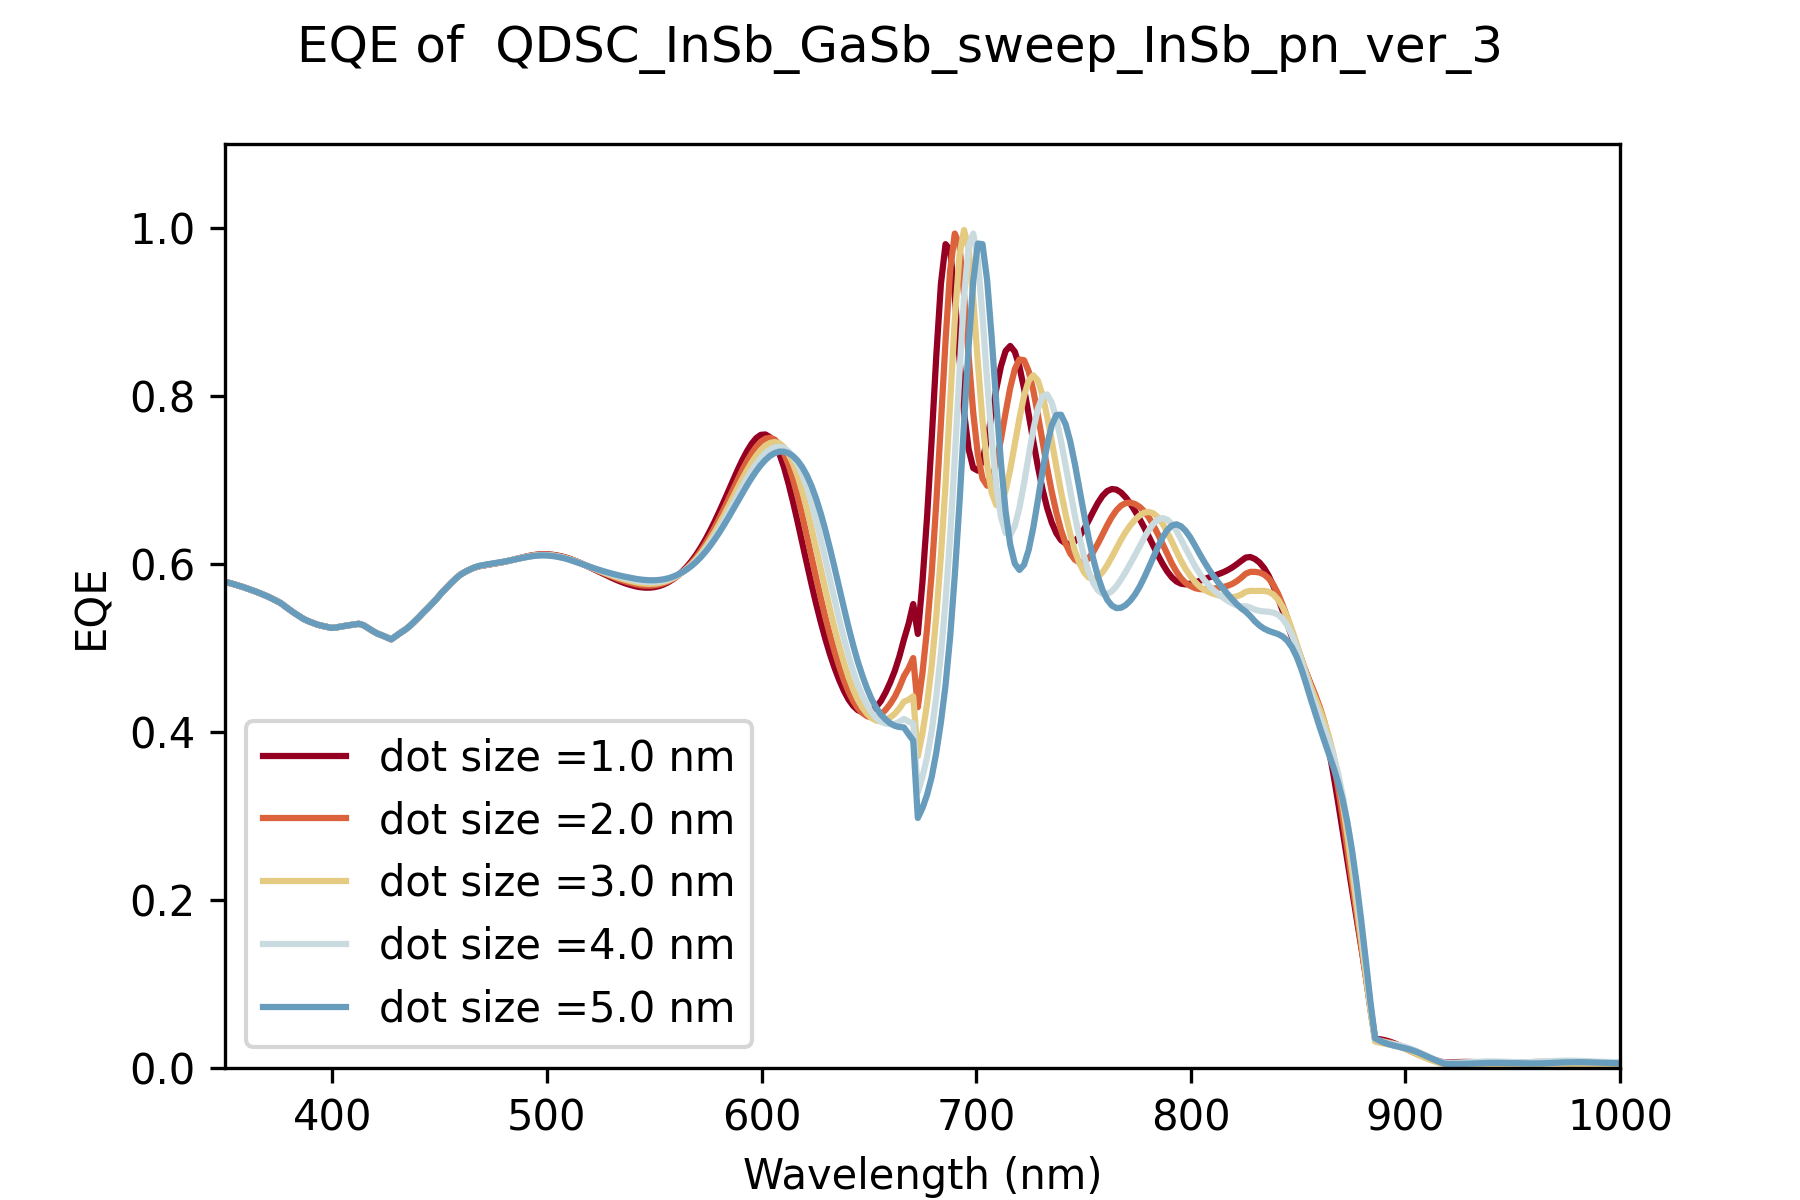 EQE of  QDSC_InSb_GaSb_sweep_InSb_pn_ver_3
1.0
0.8
0.6
0.4
0.2
0.0
EQE
dot size =1.0 nm
dot size =2.0 nm
dot size =3.0 nm
dot size =4.0 nm
dot size =5.0 nm
400 500 600 700 800 900 1000
Wavelength (nm)